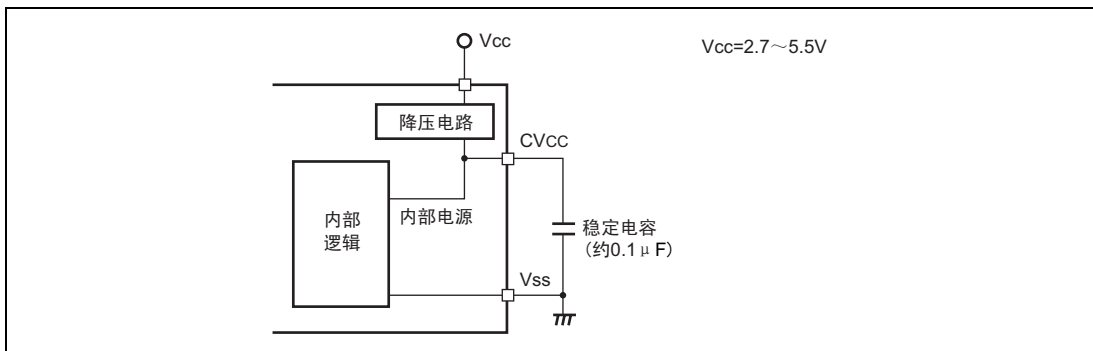 Vcc
Vcc=2.7～5.5V
降压电路
CVCC
内部电源
内部
逻辑
稳定电容
（约0.1μF）
Vss